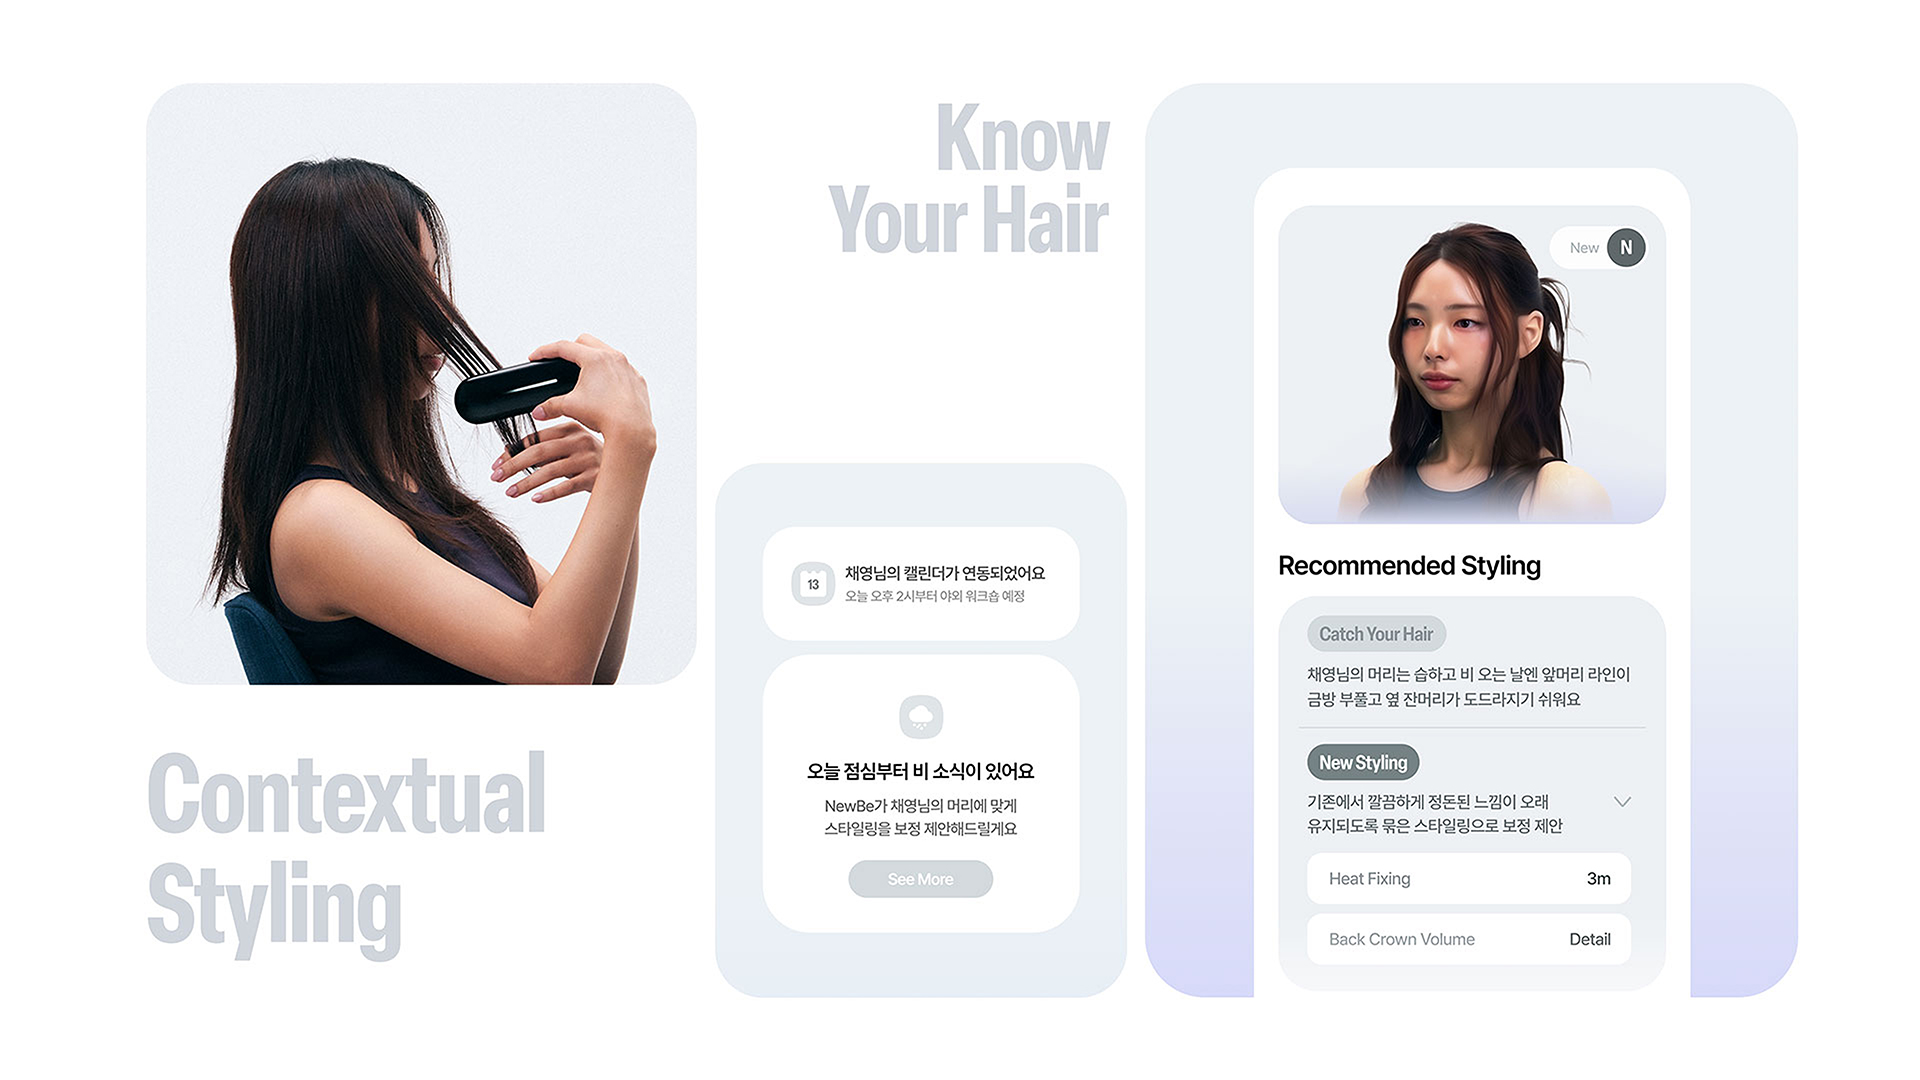 Know
Your Hair
Contextual
Styling
13
채영님의 캘린더가 연동되었어요
오늘 오후 2시부터 야외 워크숍 예정
오늘 점심부터 비 소식이 있어요
NewBe가 채영님의 머리에 맞게
스타일링을 보정 제안해드릴게요
See More
New N
Recommended Styling
Catch Your Hair
채영님의 머리는 습하고 비 오는 날엔 앞머리 라인이
금방 부풀고 옆 잔머리가 도드라지기 쉬워요
New Styling
기존에서 깔끔하게 정돈된 느낌이 오래
유지되도록 묶은 스타일링으로 보정 제안
Heat Fixing 3m
Back Crown Volume Detail